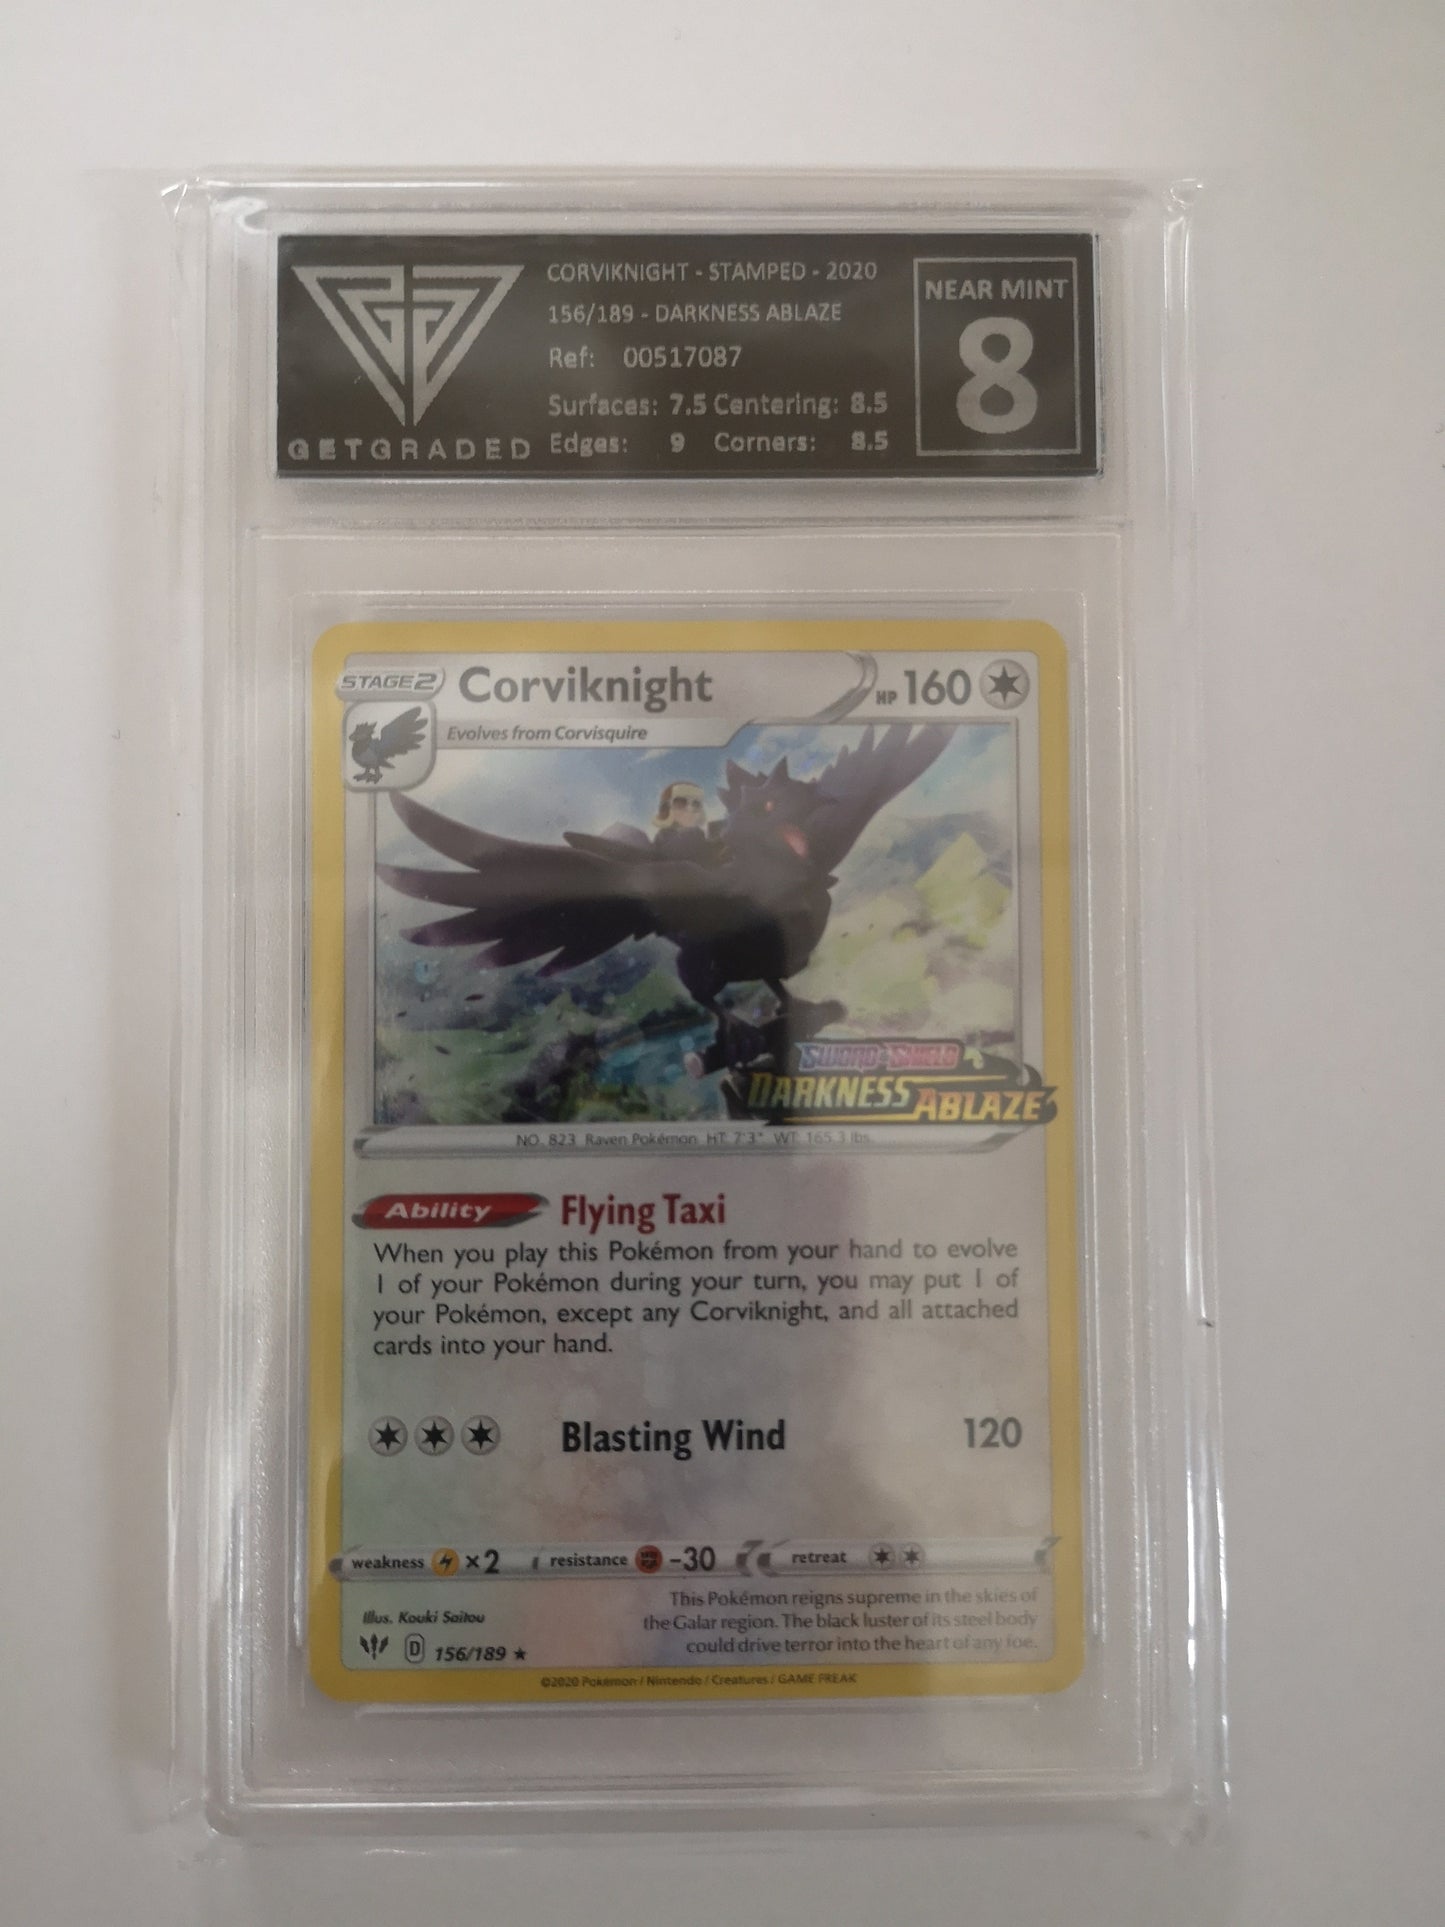 CORVIKNIGHT - STAMPED - 2020
156/189 - DARKNESS ABLAZE
Ref: 00517087
Surfaces: 7.5 Centering: 8.5
Edges: 9 Corners: 8.5
GETGRADED
NEAR MINT
8
STAGE 2
Corviknight
HP 160
Evolves from Corvisquire
SWORD & SHIELD
DARKNESS ABLAZE
NO. 823 Raven Pokémon HT: 7'3" WT: 165.3 lbs.
Ability Flying Taxi
When you play this Pokémon from your hand to evolve
1 of your Pokémon during your turn, you may put 1 of
your Pokémon, except any Corviknight, and all attached
cards into your hand.
Blasting Wind 120
weakness ×2 resistance -30 retreat
This Pokémon reigns supreme in the skies of
the Galar region. The black luster of its steel body
could drive terror into the heart of any foe.
Illus. Kouki Saitou
D 156/189 ★
©2020 Pokémon / Nintendo / Creatures / GAME FREAK